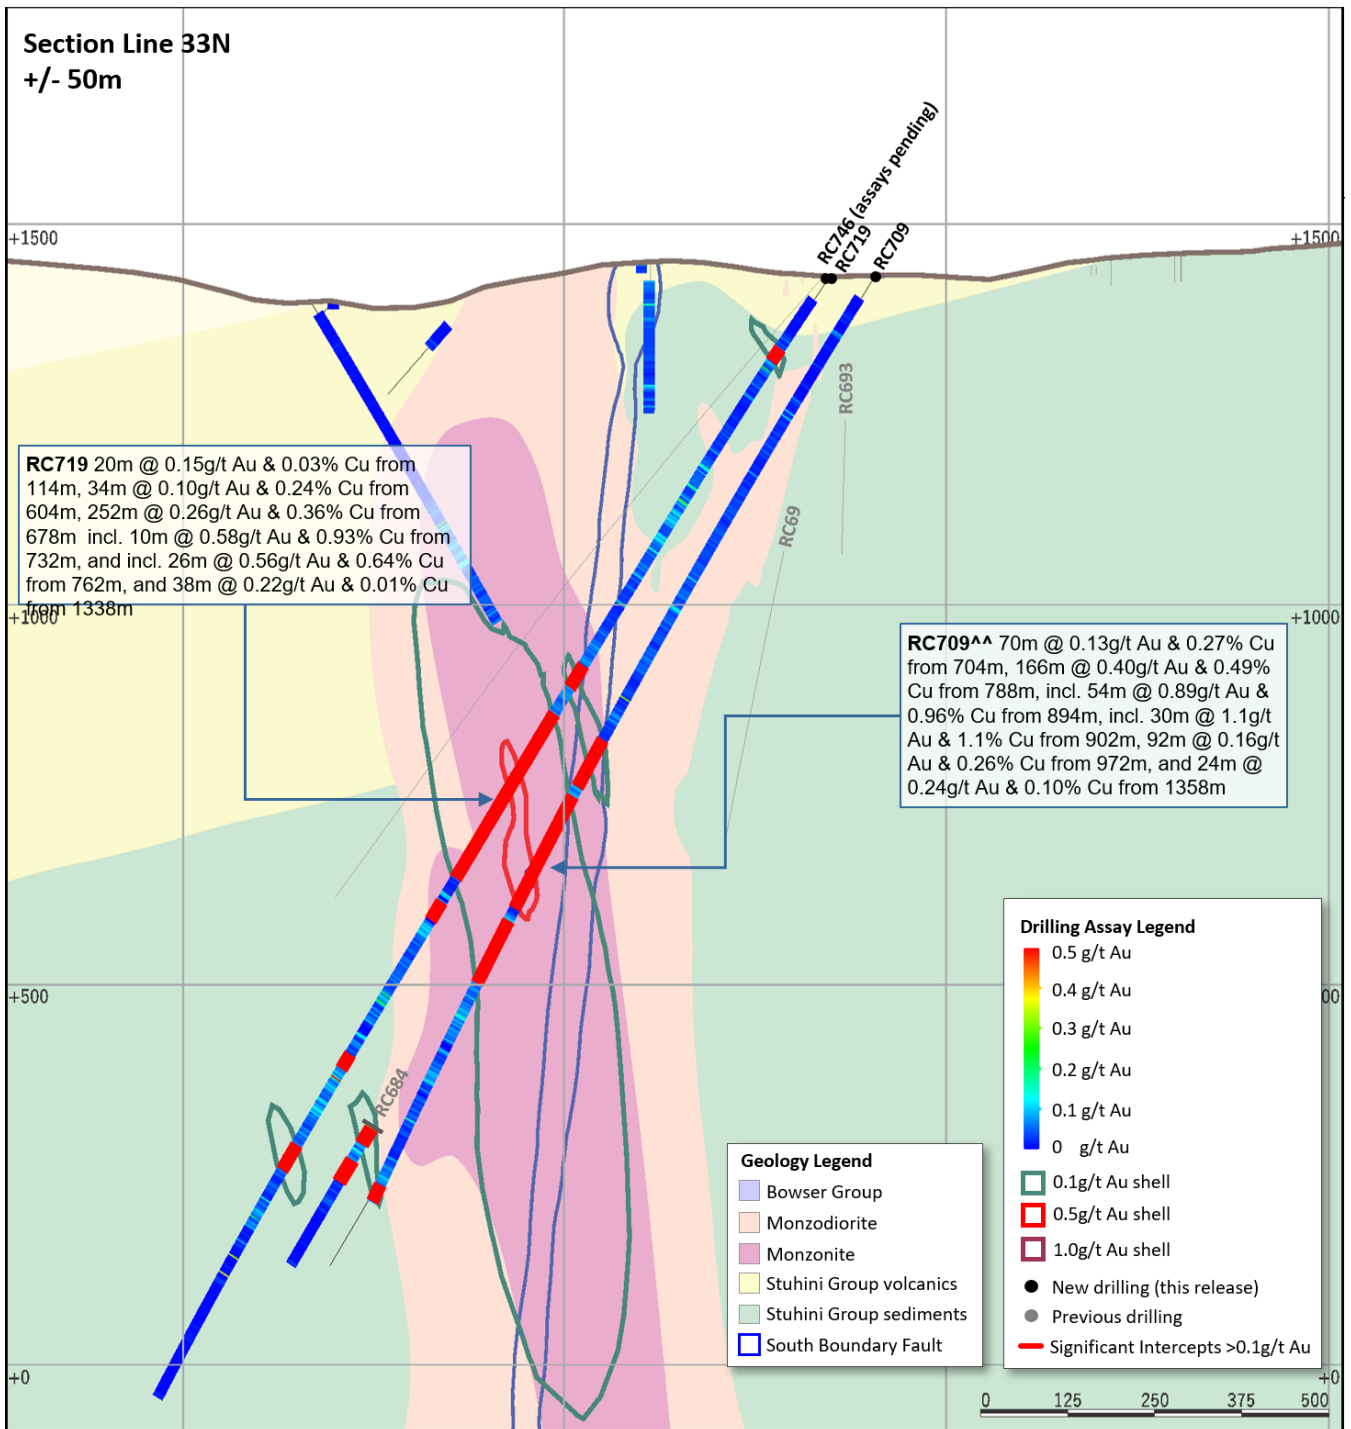 Section Line 33N
+/- 50m
RC746 (assays pending)
RC719
RC709
+1500
+1500
RC693
RC69
RC719 20m @ 0.15g/t Au & 0.03% Cu from
114m, 34m @ 0.10g/t Au & 0.24% Cu from
604m, 252m @ 0.26g/t Au & 0.36% Cu from
678m incl. 10m @ 0.58g/t Au & 0.93% Cu from
732m, and incl. 26m @ 0.56g/t Au & 0.64% Cu
from 762m, and 38m @ 0.22g/t Au & 0.01% Cu
from 1338m
+1000
+1000
RC709^^ 70m @ 0.13g/t Au & 0.27% Cu
from 704m, 166m @ 0.40g/t Au & 0.49%
Cu from 788m, incl. 54m @ 0.89g/t Au &
0.96% Cu from 894m, incl. 30m @ 1.1g/t
Au & 1.1% Cu from 902m, 92m @ 0.16g/t
Au & 0.26% Cu from 972m, and 24m @
0.24g/t Au & 0.10% Cu from 1358m
+500
00
RC684
Drilling Assay Legend
0.5 g/t Au
0.4 g/t Au
0.3 g/t Au
0.2 g/t Au
0.1 g/t Au
0 g/t Au
0.1g/t Au shell
0.5g/t Au shell
1.0g/t Au shell
New drilling (this release)
Previous drilling
Significant Intercepts >0.1g/t Au
Geology Legend
Bowser Group
Monzodiorite
Monzonite
Stuhini Group volcanics
Stuhini Group sediments
South Boundary Fault
+0
+0
0 125 250 375 500